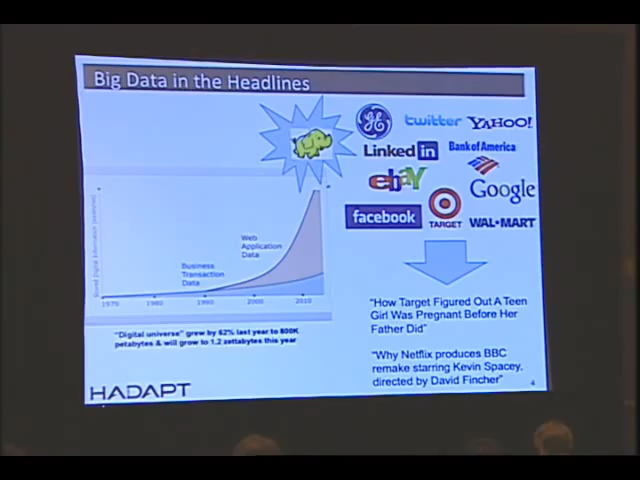 Big Data in the Headlines
twitter
YAHOO!
Linked in
Bank of America
ebay
Google
facebook
TARGET
WAL•MART
Web
Application
Data
Business
Transaction
Data
1970
1980
1990
2000
2010
"Digital universe" grew by 62% last year to 800K
petabytes & will grow to 1.2 zettabytes this year
"How Target Figured Out A Teen
Girl Was Pregnant Before Her
Father Did"
"Why Netflix produces BBC
remake starring Kevin Spacey,
directed by David Fincher"
HADAPT
4